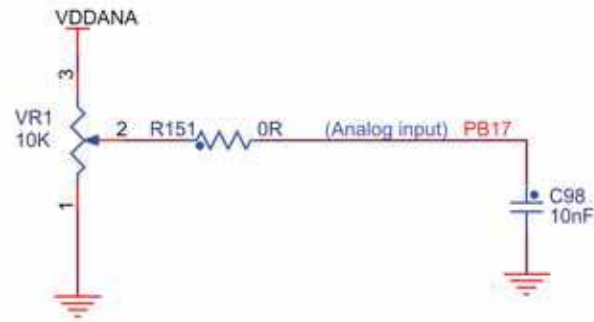 VDDANA
3
VR1
10K
2
R151
0R
(Analog input)
PB17
1
C98
10nF